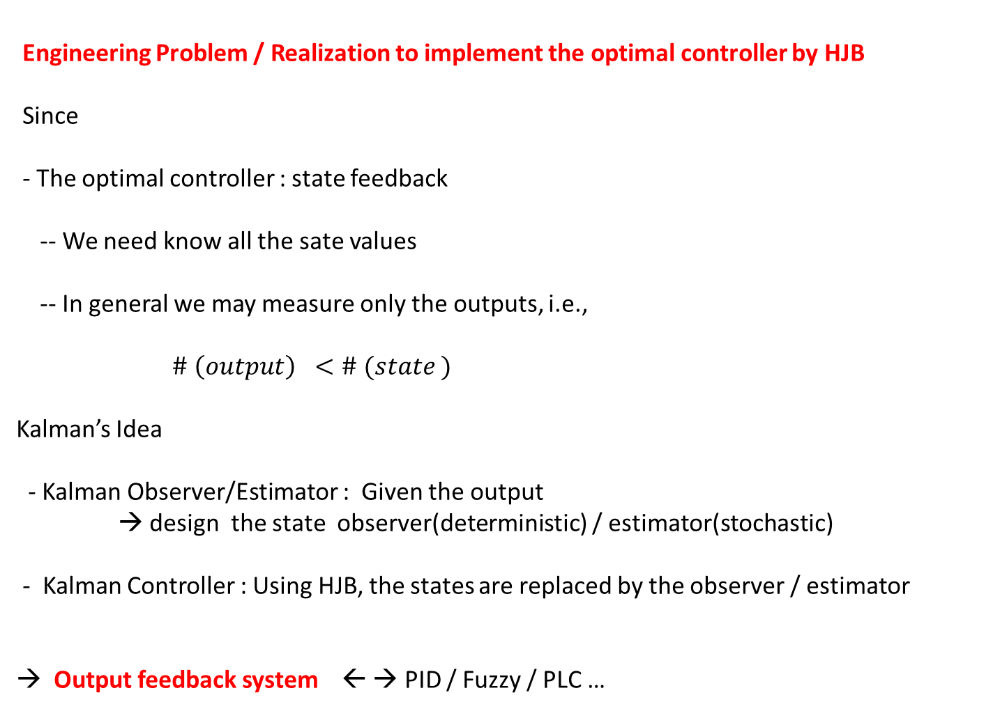 Engineering Problem / Realization to implement the optimal controller by HJB
Since
- The optimal controller : state feedback
-- We need know all the sate values
-- In general we may measure only the outputs, i.e.,
# (output) < # (state )
Kalman’s Idea
- Kalman Observer/Estimator : Given the output
→ design the state observer(deterministic) / estimator(stochastic)
- Kalman Controller : Using HJB, the states are replaced by the observer / estimator
→ Output feedback system ← → PID / Fuzzy / PLC ...